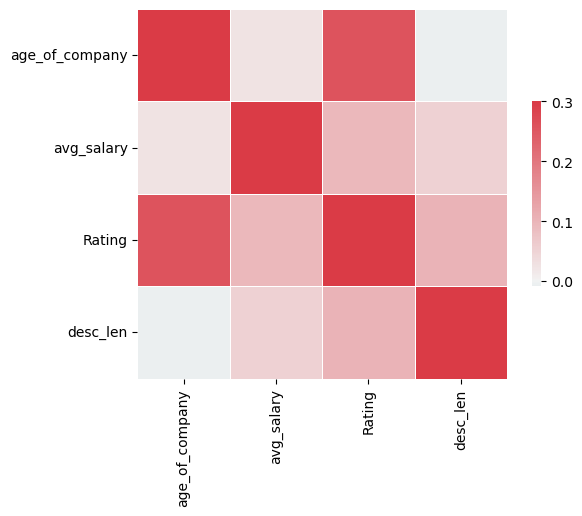 age_of_company
avg_salary
Rating
desc_len
0.3
0.2
0.1
0.0
age_of_company
avg_salary
Rating
desc_len